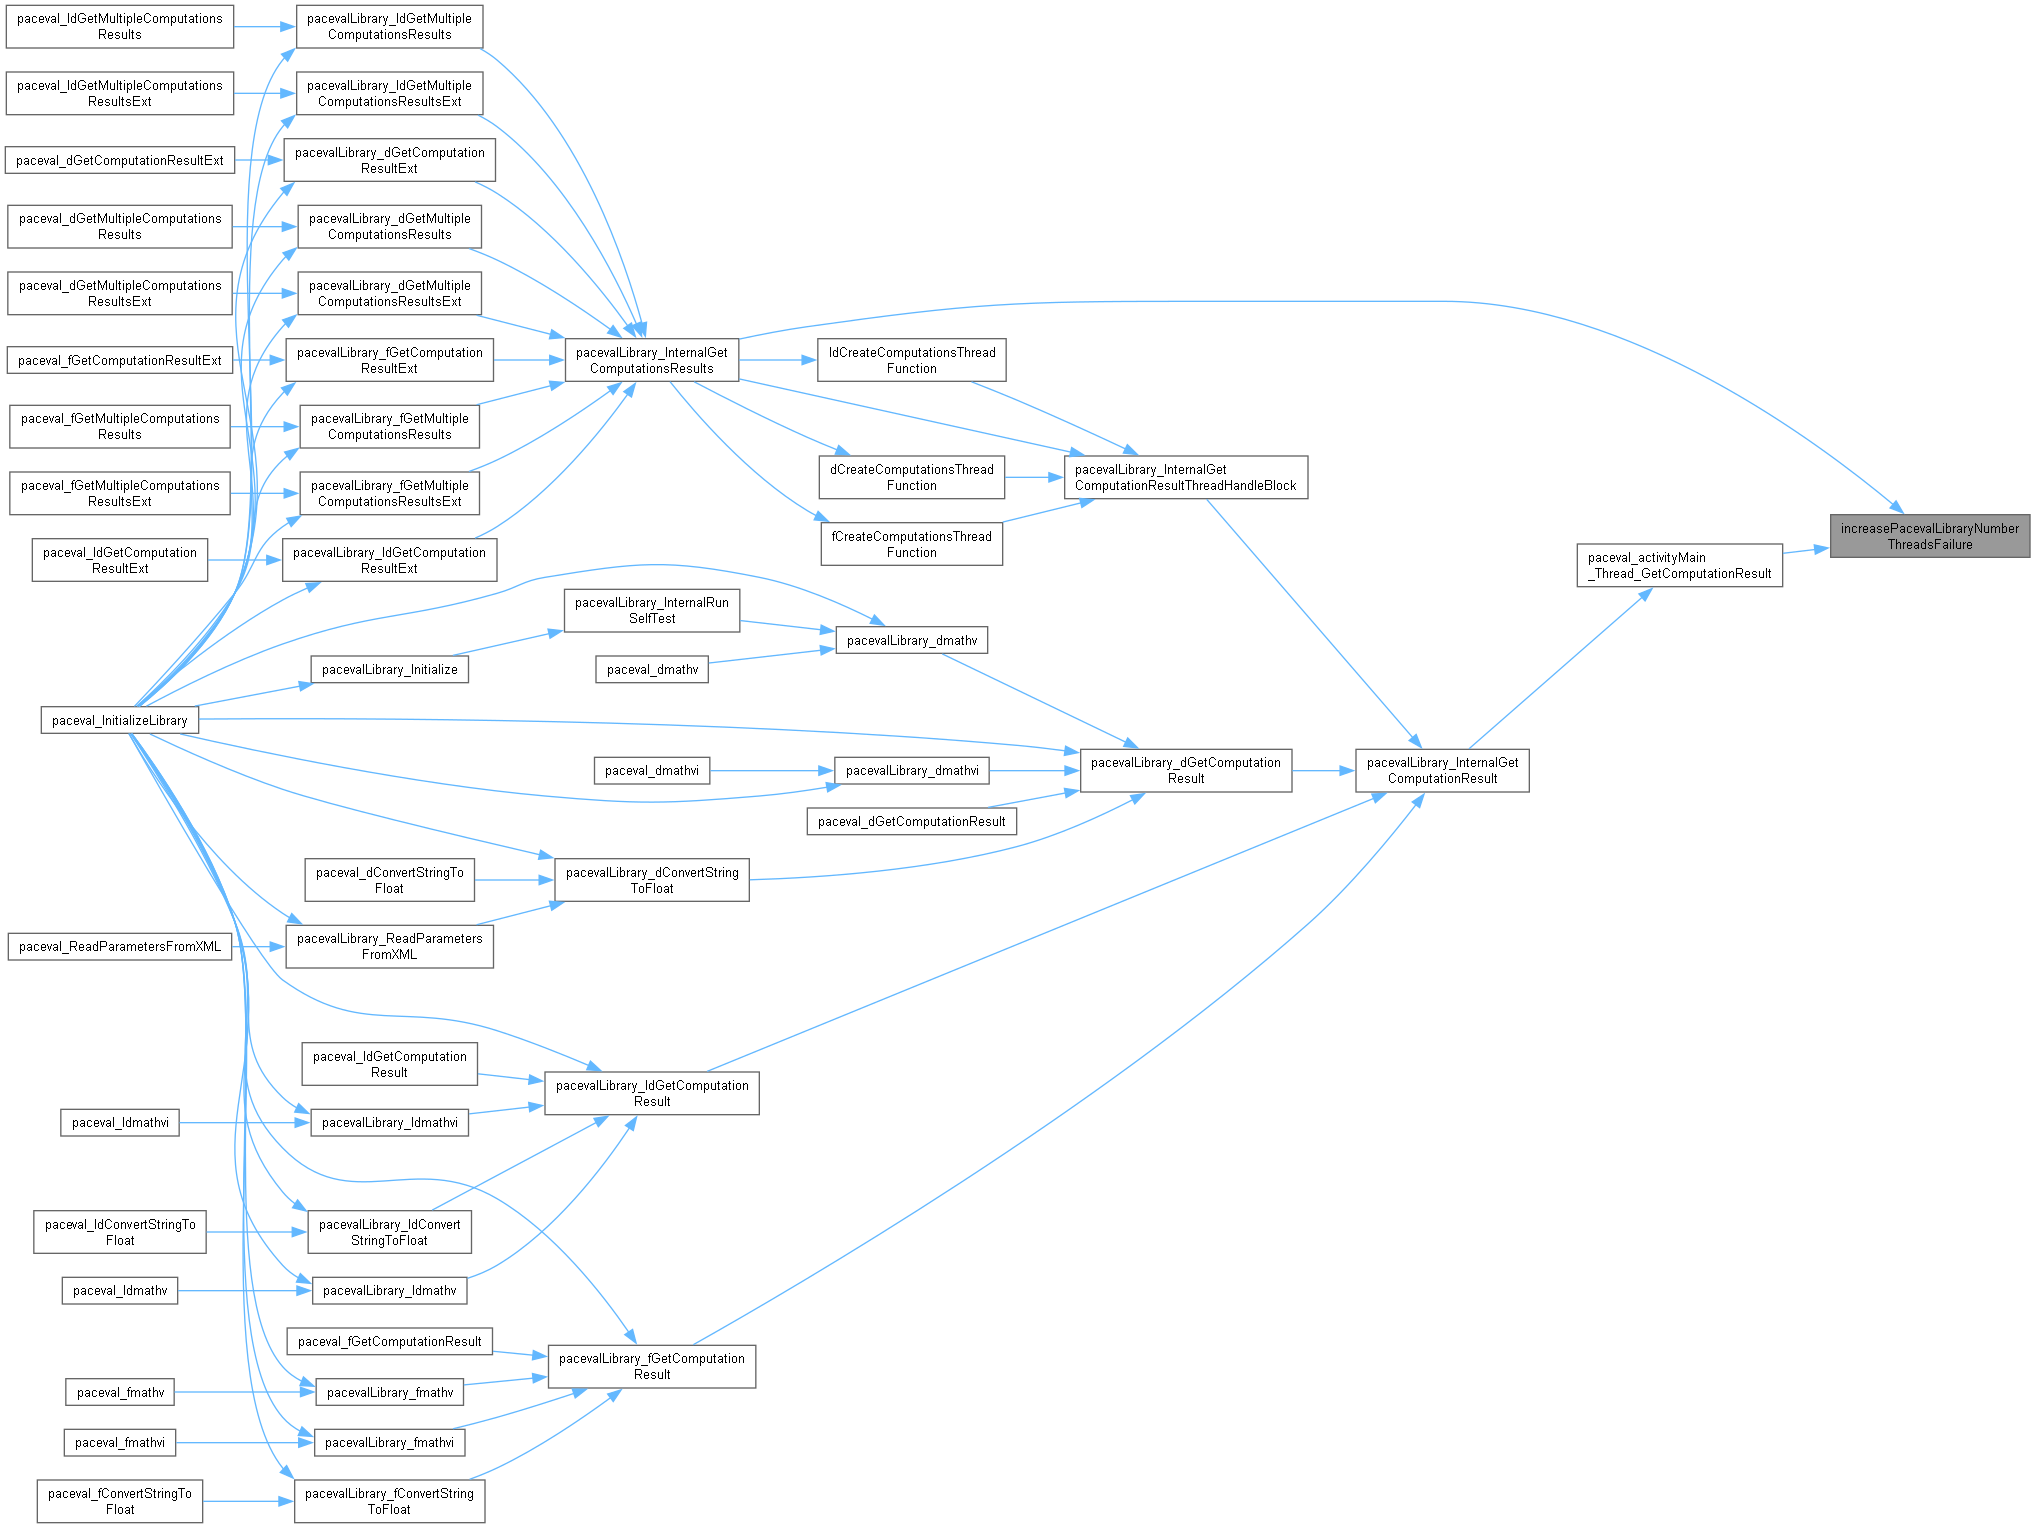 paceval_ldGetMultipleComputations
Results
paceval_ldGetMultipleComputations
ResultsExt
paceval_dGetComputationResultExt
paceval_dGetMultipleComputations
Results
paceval_dGetMultipleComputations
ResultsExt
paceval_fGetComputationResultExt
paceval_fGetMultipleComputations
Results
paceval_fGetMultipleComputations
ResultsExt
paceval_ldGetComputation
ResultExt
paceval_InitializeLibrary
paceval_ReadParametersFromXML
paceval_ldmathvi
paceval_ldConvertStringTo
Float
paceval_ldmathv
paceval_fmathv
paceval_fmathvi
paceval_fConvertStringTo
Float
pacevalLibrary_ldGetMultiple
ComputationsResults
pacevalLibrary_ldGetMultiple
ComputationsResultsExt
pacevalLibrary_dGetComputation
ResultExt
pacevalLibrary_dGetMultiple
ComputationsResults
pacevalLibrary_dGetMultiple
ComputationsResultsExt
pacevalLibrary_fGetComputation
ResultExt
pacevalLibrary_fGetMultiple
ComputationsResults
pacevalLibrary_fGetMultiple
ComputationsResultsExt
pacevalLibrary_ldGetComputation
ResultExt
pacevalLibrary_Initialize
paceval_dConvertStringTo
Float
pacevalLibrary_ReadParameters
FromXML
paceval_ldGetComputation
Result
pacevalLibrary_ldmathvi
pacevalLibrary_ldConvert
StringToFloat
pacevalLibrary_ldmathv
paceval_fGetComputationResult
pacevalLibrary_fmathv
pacevalLibrary_fmathvi
pacevalLibrary_fConvertString
ToFloat
pacevalLibrary_InternalGet
ComputationsResults
pacevalLibrary_InternalRun
SelfTest
paceval_dmathv
paceval_dmathvi
pacevalLibrary_dConvertString
ToFloat
pacevalLibrary_ldGetComputation
Result
pacevalLibrary_fGetComputation
Result
ldCreateComputationsThread
Function
dCreateComputationsThread
Function
fCreateComputationsThread
Function
pacevalLibrary_dmathv
pacevalLibrary_dmathvi
paceval_dGetComputationResult
pacevalLibrary_InternalGet
ComputationResultThreadHandleBlock
pacevalLibrary_dGetComputation
Result
pacevalLibrary_InternalGet
ComputationResult
paceval_activityMain
_Thread_GetComputationResult
increasePacevalLibraryNumber
ThreadsFailure